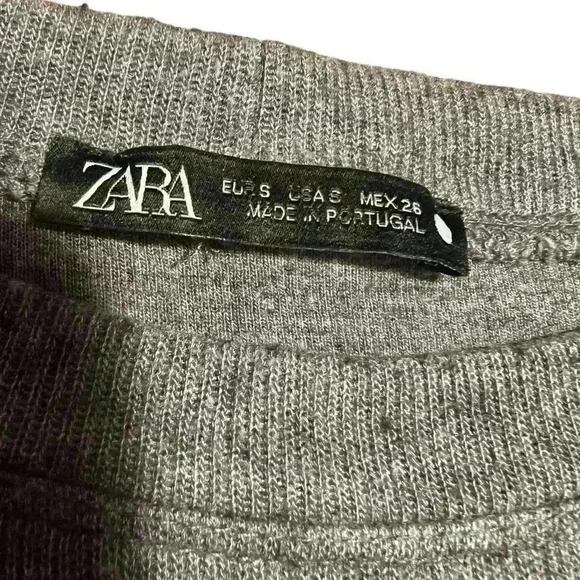 ZARA
EUR S USA S MEX 26
MADE IN PORTUGAL